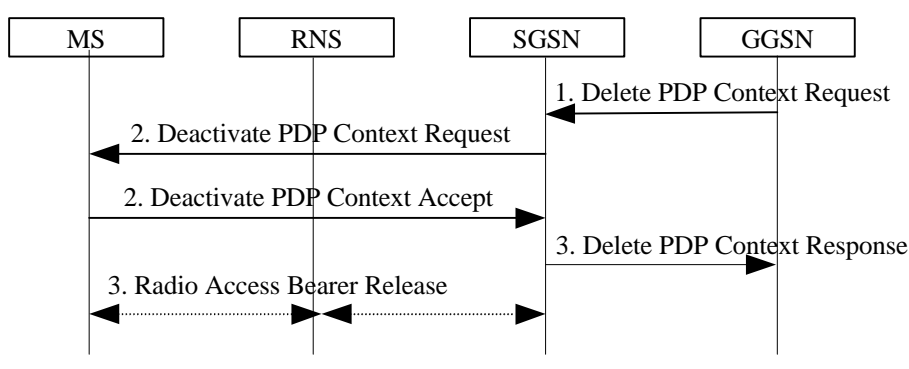 MS RNS SGSN GGSN
1. Delete PDP Context Request
2. Deactivate PDP Context Request
2. Deactivate PDP Context Accept
3. Delete PDP Context Response
3. Radio Access Bearer Release